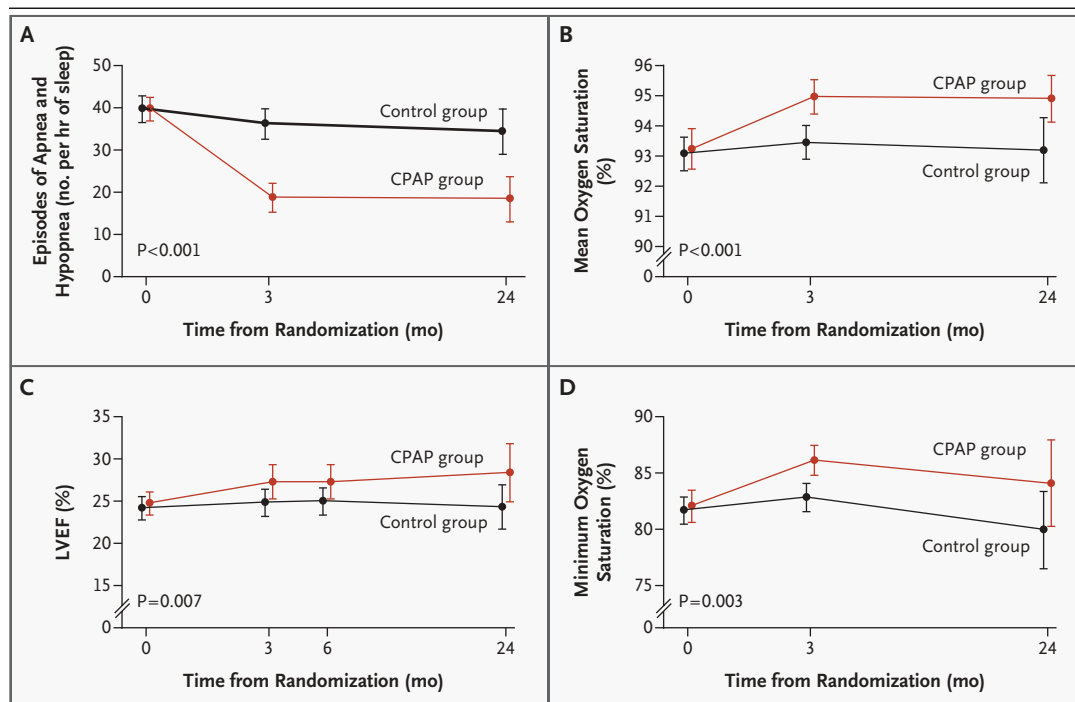 A
Episodes of Apnea and
Hypopnea (no. per hr of sleep)
50
40
30
20
10
0
Control group
CPAP group
P<0.001
0
3
24
Time from Randomization (mo)
B
Mean Oxygen Saturation
(%)
96
95
94
93
92
91
90
0
CPAP group
Control group
P<0.001
0
3
24
Time from Randomization (mo)
C
LVEF (%)
35
30
25
20
15
0
CPAP group
Control group
P=0.007
0
3
6
24
Time from Randomization (mo)
D
Minimum Oxygen
Saturation (%)
90
85
80
75
0
CPAP group
Control group
P=0.003
0
3
24
Time from Randomization (mo)